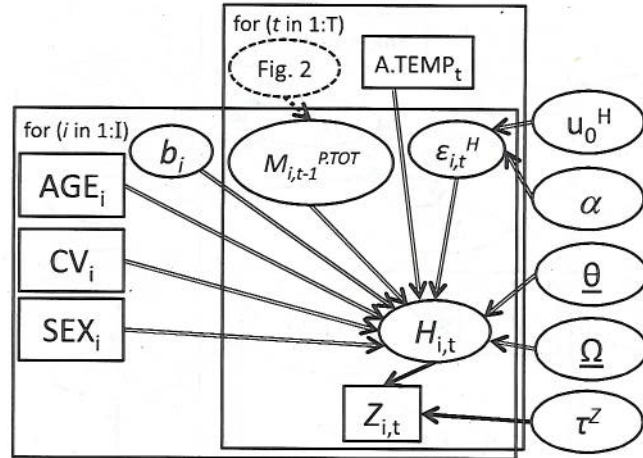 for (t in 1:T)
Fig. 2
A.TEMPt
for (i in 1:I)
bi
Mi,t-1P.TOT
εi,tH
u0H
AGEi
α
CVi
θ
SEXi
Hi,t
Ω
Zi,t
τZ